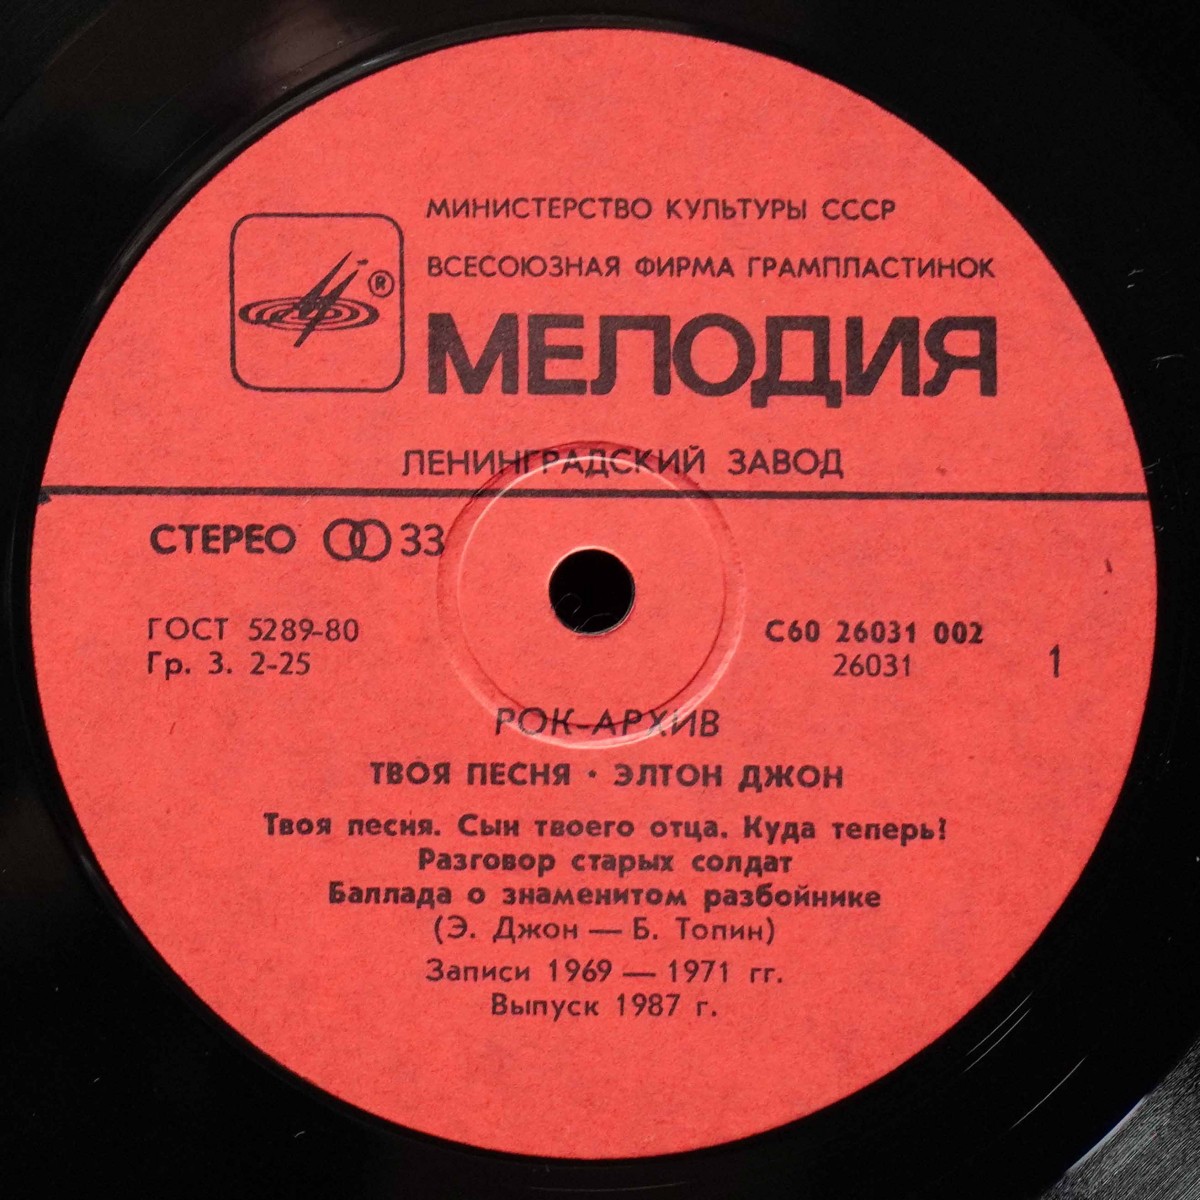 МИНИСТЕРСТВО КУЛЬТУРЫ СССР
ВСЕСОЮЗНАЯ ФИРМА ГРАМПЛАСТИНОК
®
МЕЛОДИЯ
ЛЕНИНГРАДСКИЙ ЗАВОД
СТЕРЕО 33
ГОСТ 5289-80
Гр. 3. 2-25
С60 26031 002
26031
1
РОК-АРХИВ
ТВОЯ ПЕСНЯ · ЭЛТОН ДЖОН
Твоя песня. Сын твоего отца. Куда теперь?
Разговор старых солдат
Баллада о знаменитом разбойнике
(Э. Джон — Б. Топин)
Записи 1969 — 1971 гг.
Выпуск 1987 г.